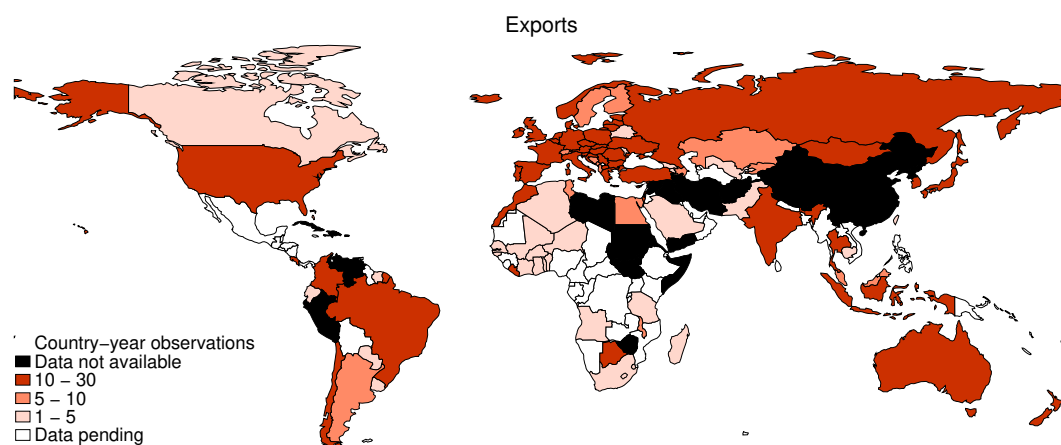 Exports
Country−year observations
Data not available
10 − 30
5 − 10
1 − 5
Data pending